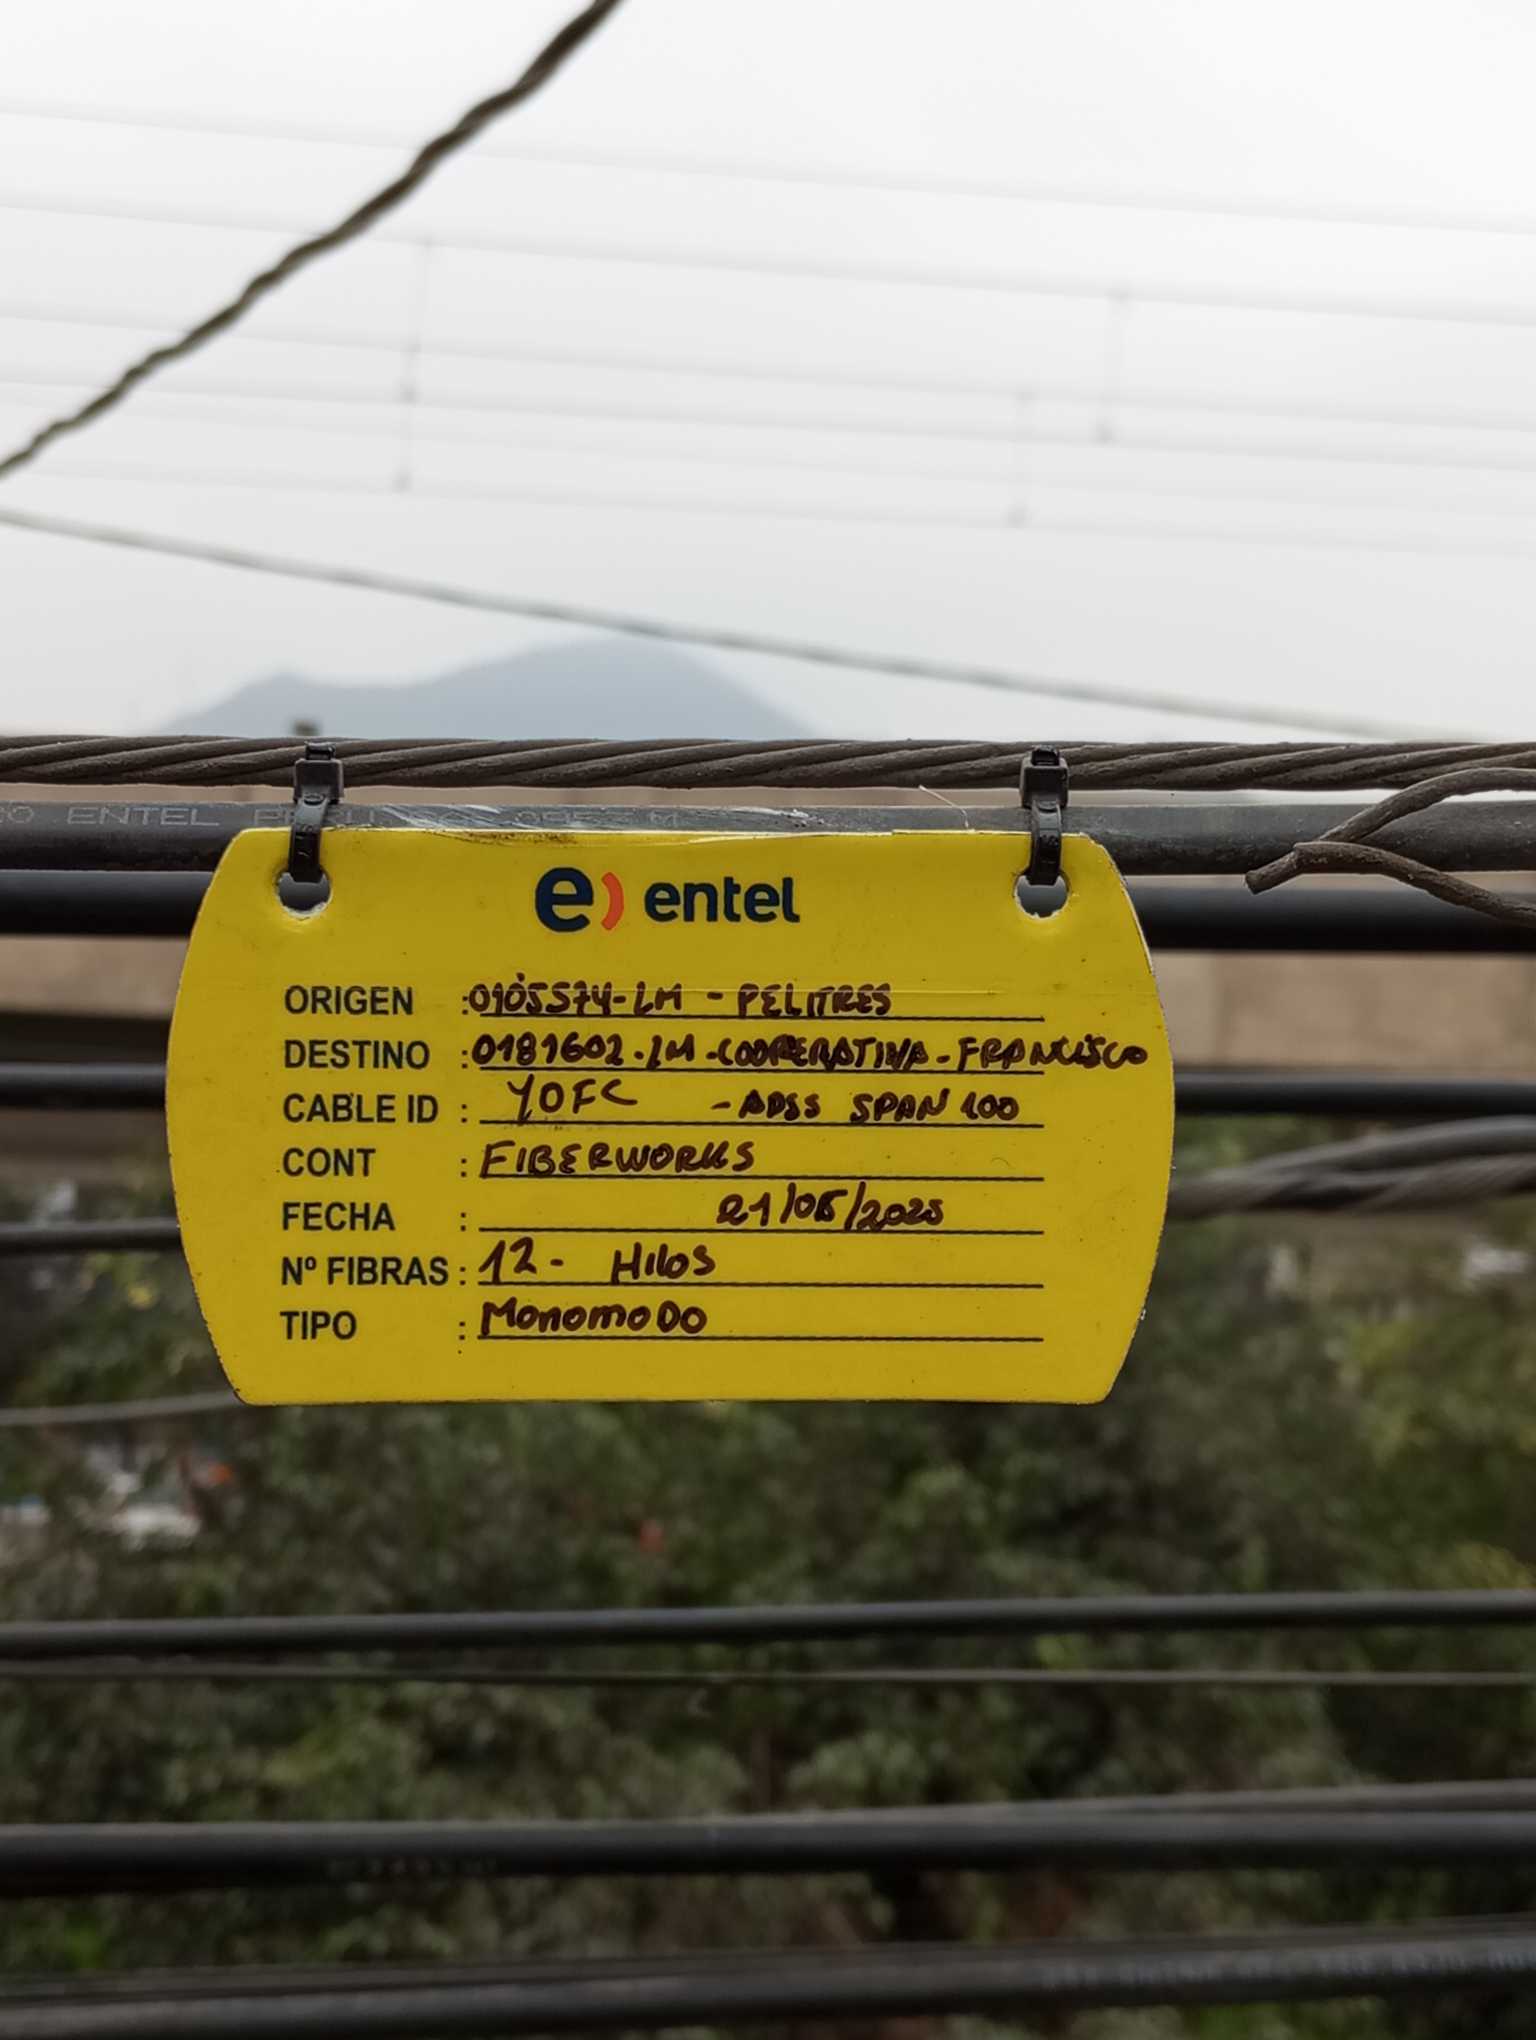 ENTEL
e) entel
ORIGEN : 0105574-LM - PELITRES
DESTINO : 0181602-LM-COOPERATIVA-FRANCISCO
CABLE ID : YOFC - ADSS SPAN 100
CONT : FIBERWORKS
FECHA : 21/05/2025
Nº FIBRAS : 12- Hilos
TIPO : MonomoDo